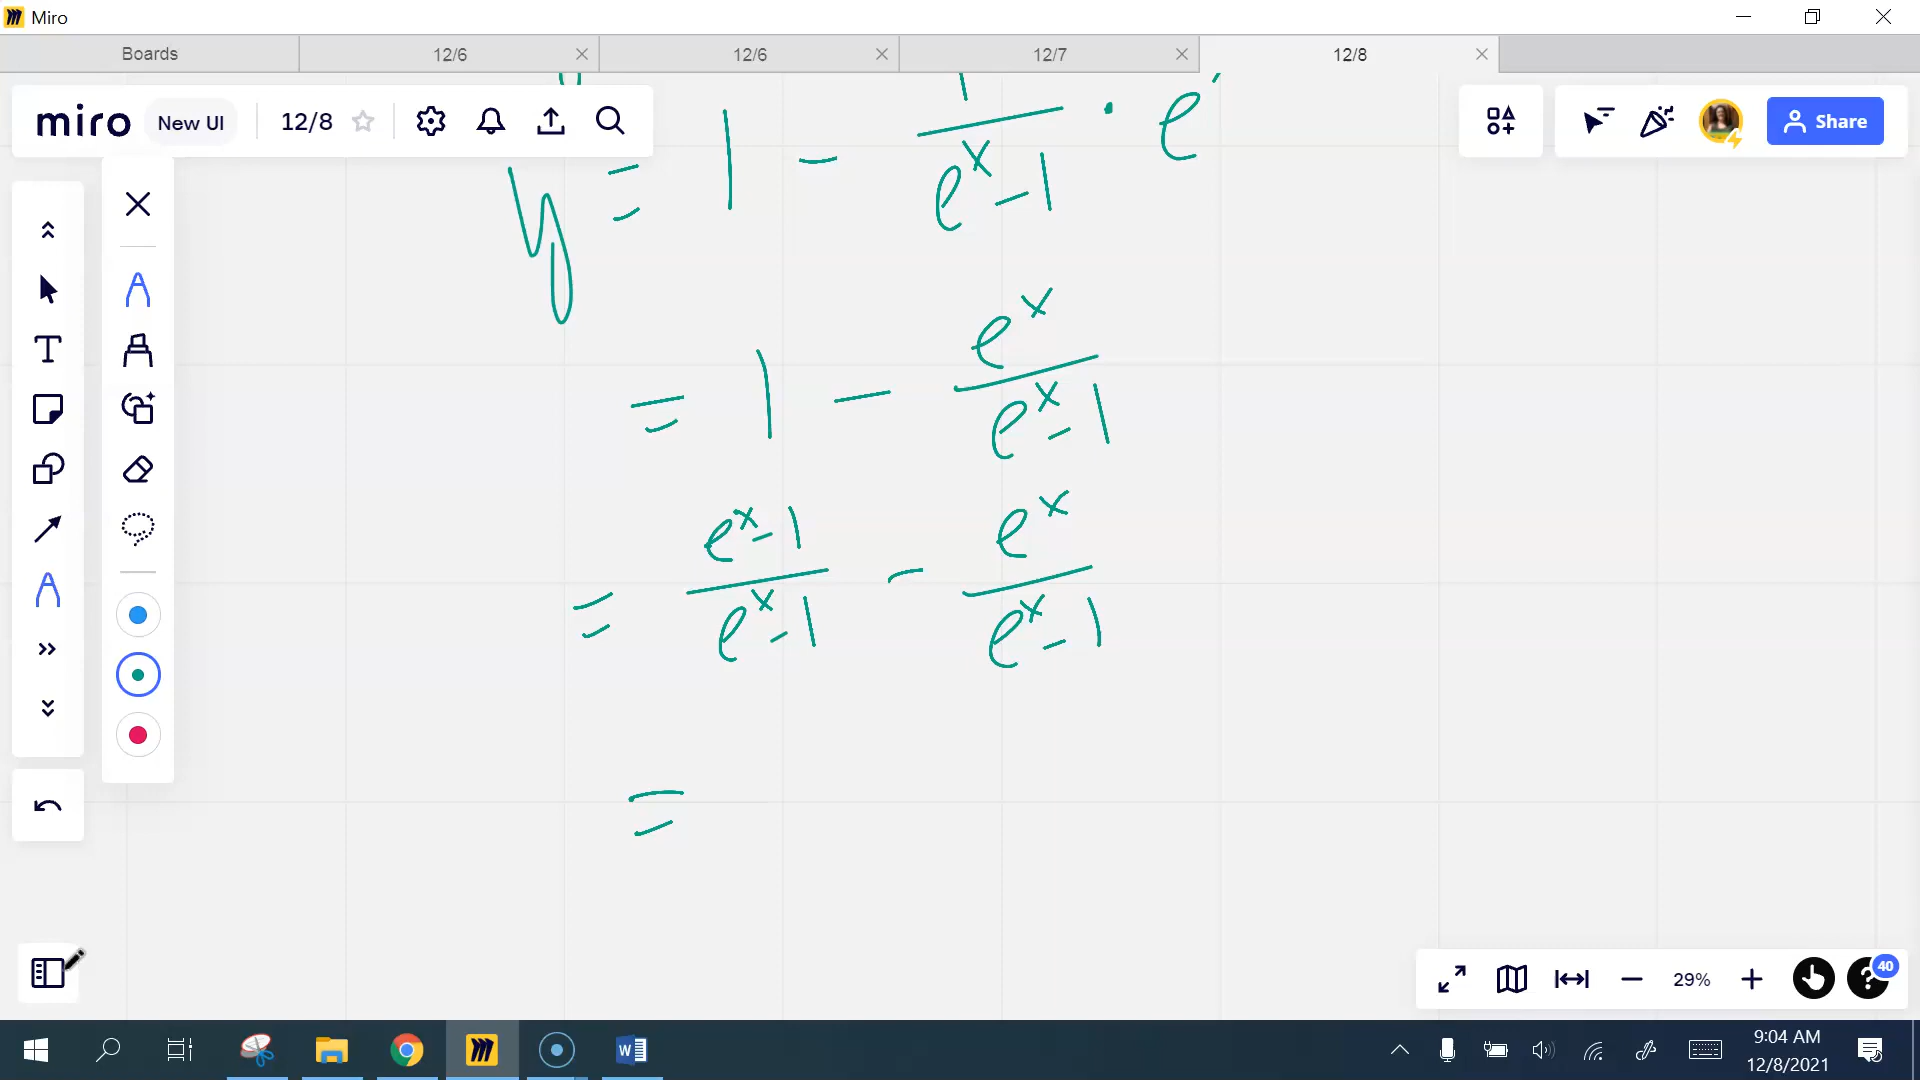 Miro
Boards 12/6 12/6 12/7 12/8
miro New UI 12/8
Share
y = 1 - 1/(e^x - 1) · e
= 1 - e^x/(e^x - 1)
= (e^x - 1)/(e^x - 1) - e^x/(e^x - 1)
=
29%
40
9:04 AM
12/8/2021